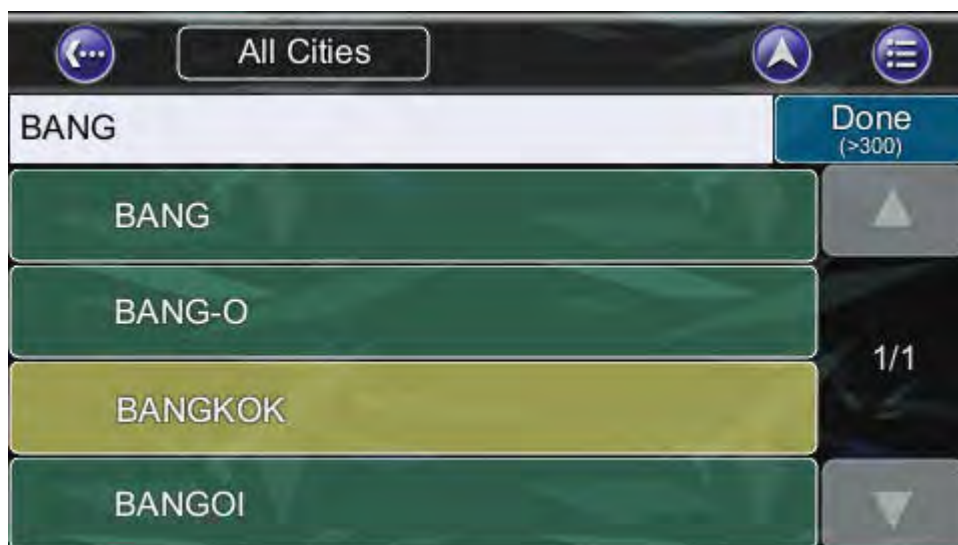 All Cities
BANG
Done
(>300)
BANG
BANG-O
1/1
BANGKOK
BANGOI